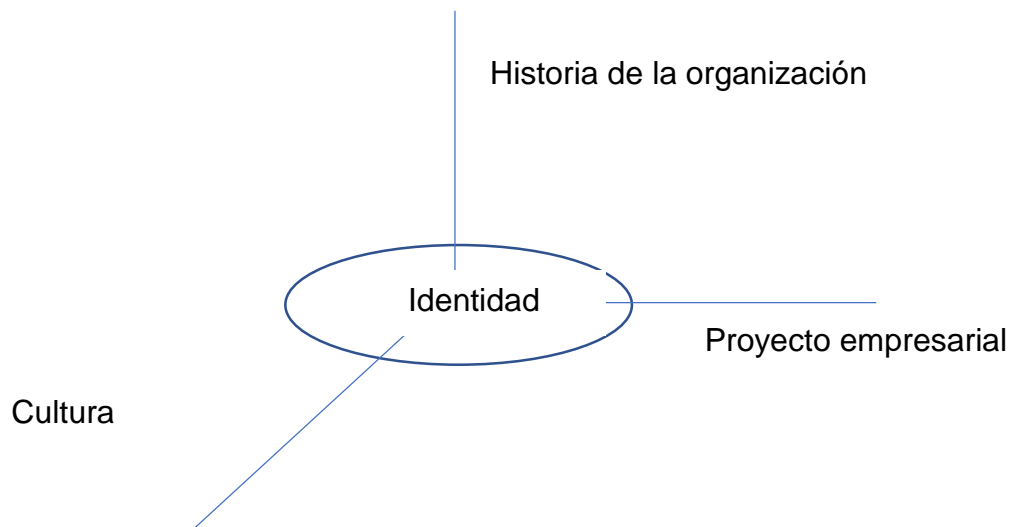 Historia de la organización
Identidad
Proyecto empresarial
Cultura